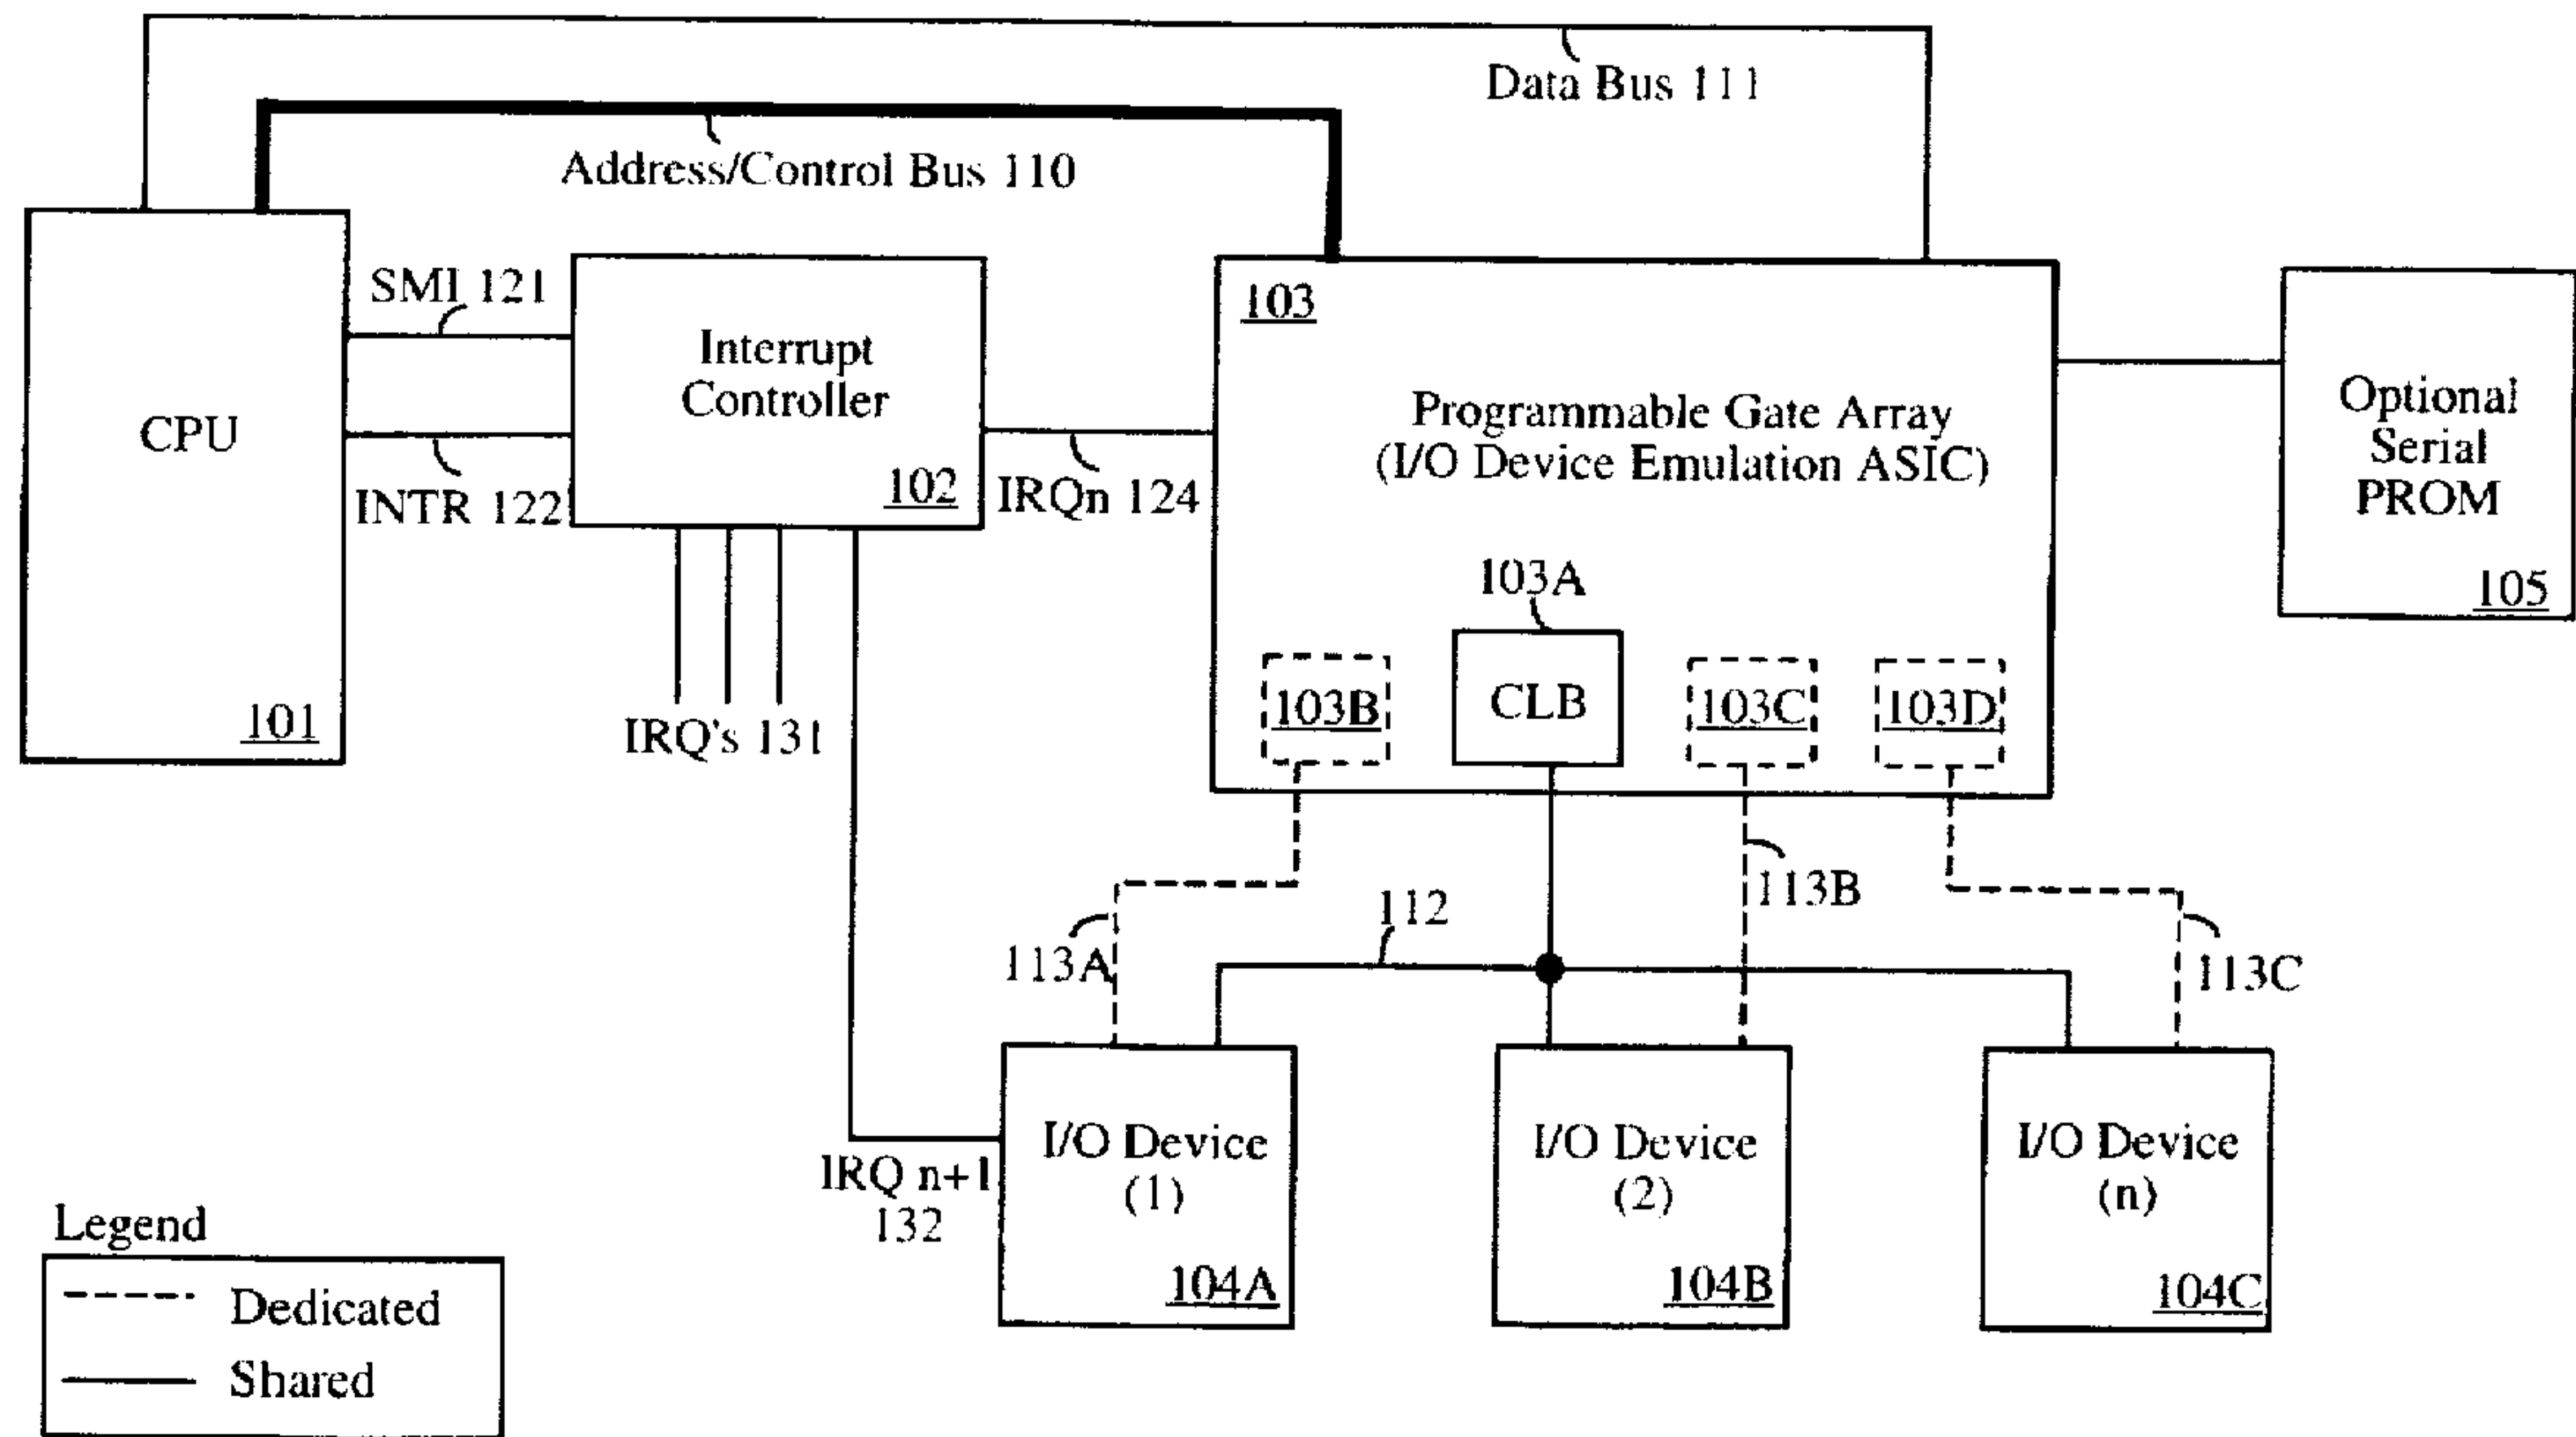 Data Bus 111
Address/Control Bus 110
SMI 121
INTR 122
CPU
101
Interrupt
Controller
102
IRQn 124
IRQ's 131
103
Programmable Gate Array
(I/O Device Emulation ASIC)
103A
103B
CLB
103C
103D
Optional
Serial
PROM
105
113A
112
113B
113C
IRQ n+1
132
I/O Device
(1)
104A
I/O Device
(2)
104B
I/O Device
(n)
104C
Legend
Dedicated
Shared